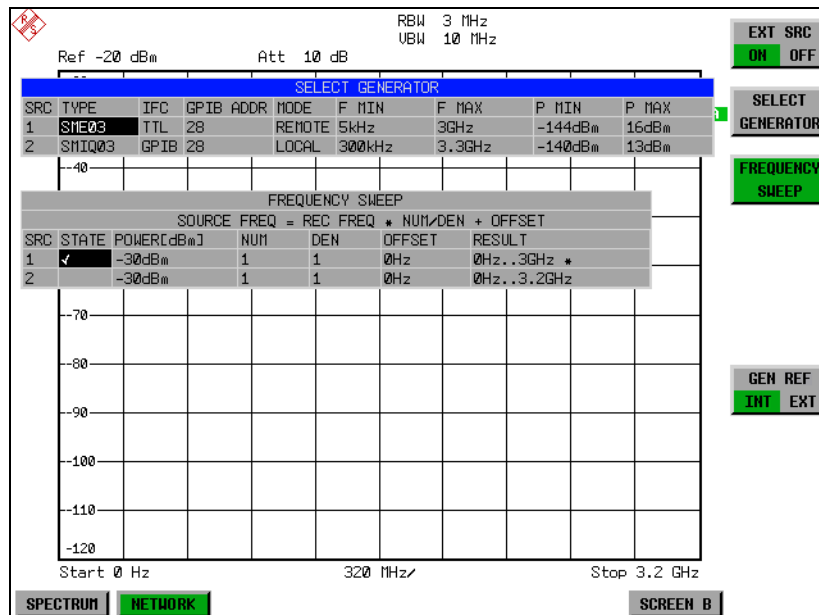 R S
RBW 3 MHz
VBW 10 MHz
Ref -20 dBm Att 10 dB
SELECT GENERATOR
SRC TYPE IFC GPIB ADDR MODE F MIN F MAX P MIN P MAX
1 SME03 TTL 28 REMOTE 5kHz 3GHz -144dBm 16dBm
2 SMIQ03 GPIB 28 LOCAL 300kHz 3.3GHz -140dBm 13dBm
-40
FREQUENCY SWEEP
SOURCE FREQ = REC FREQ * NUM/DEN + OFFSET
SRC STATE POWER[dBm] NUM DEN OFFSET RESULT
1 ✓ -30dBm 1 1 0Hz 0Hz..3GHz *
2 -30dBm 1 1 0Hz 0Hz..3.2GHz
-70
-80
-90
-100
-110
-120
Start 0 Hz 320 MHz/ Stop 3.2 GHz
EXT SRC
ON OFF
SELECT
GENERATOR
FREQUENCY
SWEEP
GEN REF
INT EXT
SPECTRUM NETWORK SCREEN B